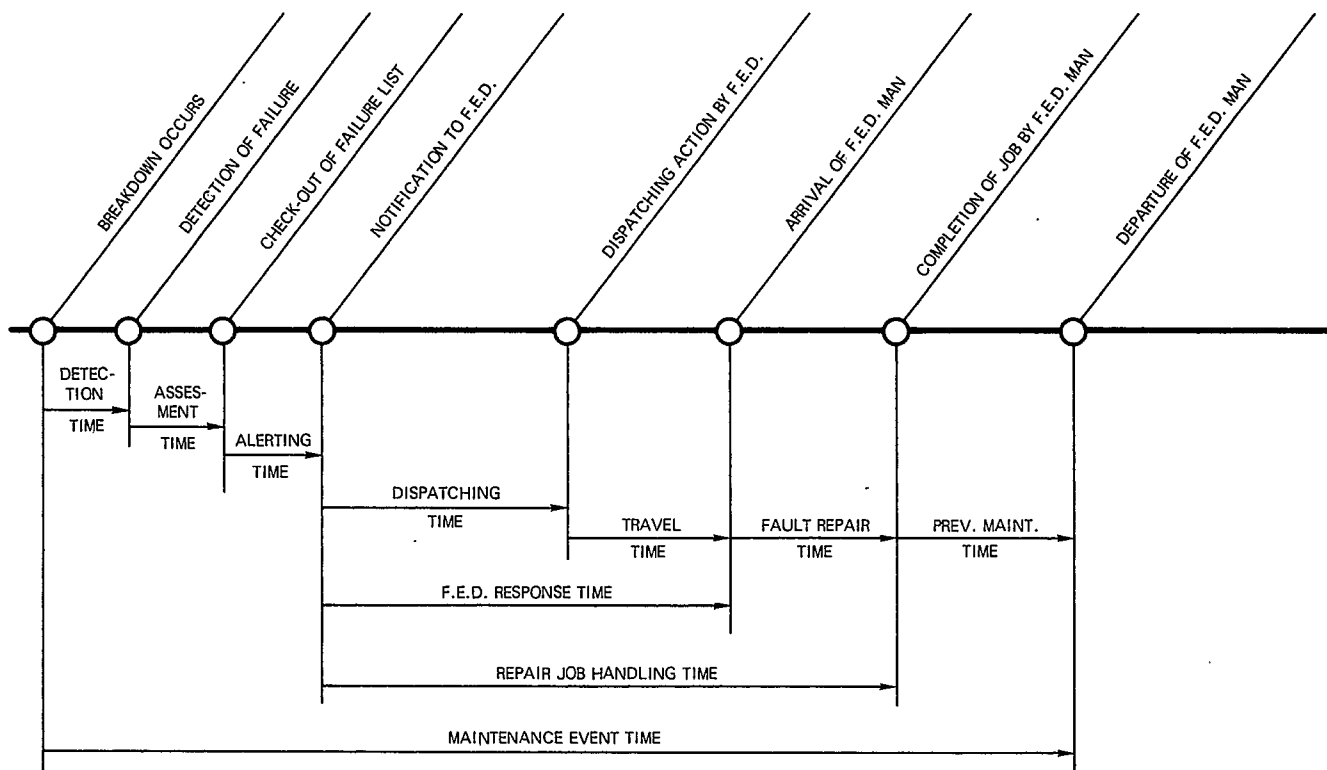 BREAKDOWN OCCURS
DETECTION OF FAILURE
CHECK-OUT OF FAILURE LIST
NOTIFICATION TO F.E.D.
DISPATCHING ACTION BY F.E.D.
ARRIVAL OF F.E.D. MAN
COMPLETION OF JOB BY F.E.D. MAN
DEPARTURE OF F.E.D. MAN
DETEC-
TION
TIME
ASSES-
MENT
TIME
ALERTING
TIME
DISPATCHING
TIME
TRAVEL
TIME
FAULT REPAIR
TIME
PREV. MAINT.
TIME
F.E.D. RESPONSE TIME
REPAIR JOB HANDLING TIME
MAINTENANCE EVENT TIME